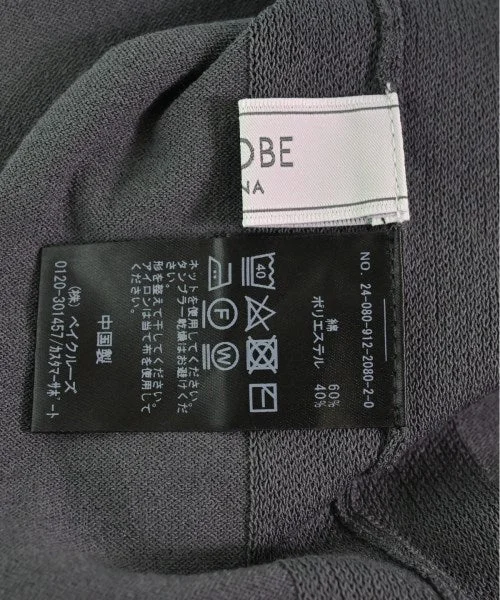 OBE
NA
NO. 24-080-912-2080-2-0
綿 60%
ポリエステル 40%
40
F
W
ネットを使用してください。
タンブラー乾燥はお避けくだ
さい。
形を整えて干してください。
アイロンは当て布を使用して
ください。
中国製
(株) ベイクルーズ
0120-301457/カスタマーサポート